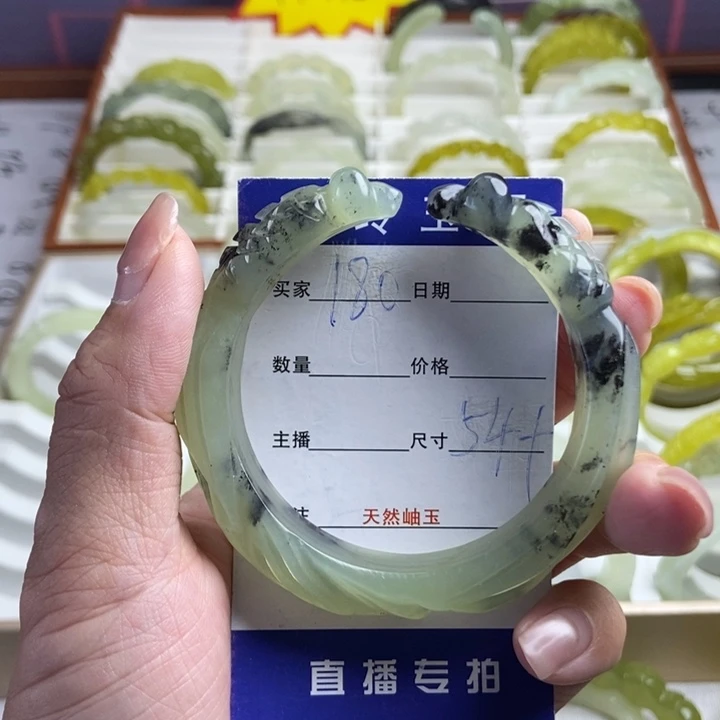 买家 180 日期
数量 价格
主播 尺寸 54+
注 天然岫玉
直播专拍